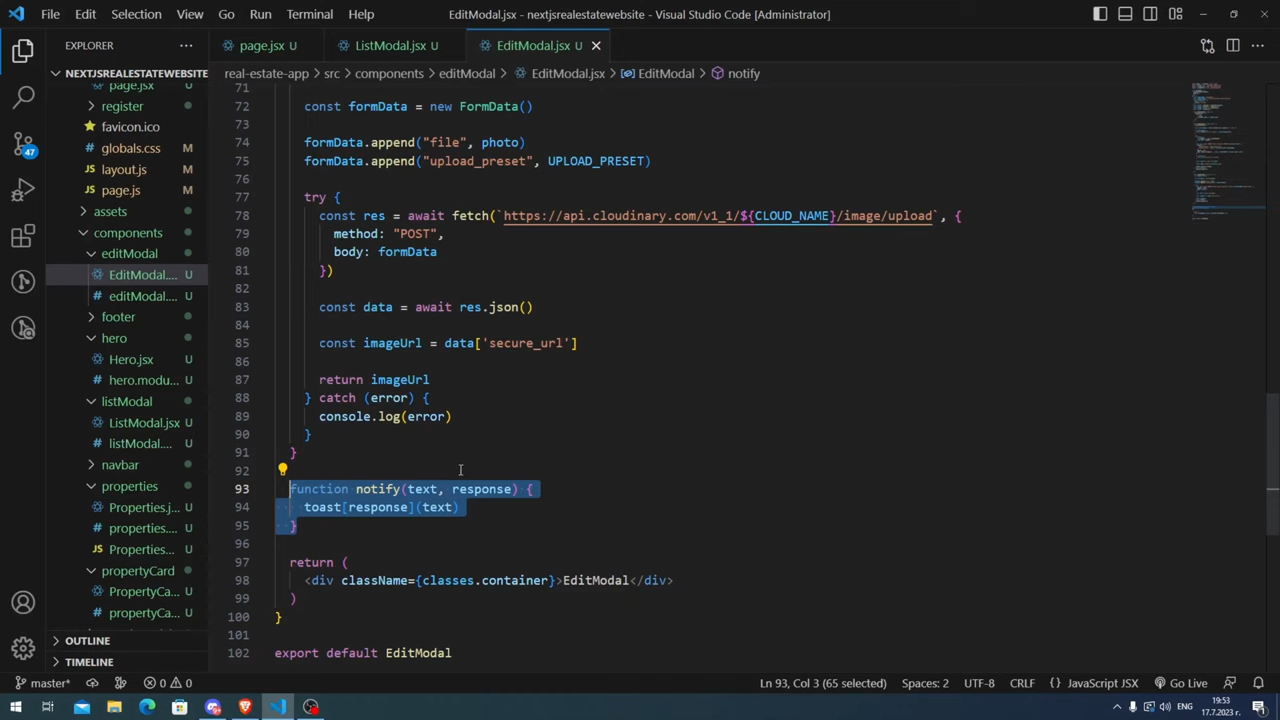 File Edit Selection View Go Run Terminal Help
EditModal.jsx - nextjsrealestatewebsite - Visual Studio Code [Administrator]
EXPLORER
NEXTJSREALESTATEWEBSITE
page.jsx
register
favicon.ico
globals.css M
layout.js M
page.js M
assets
components
editModal
EditModal.... U
editModal.... U
footer
hero
Hero.jsx U
hero.modu... U
listModal
ListModal.jsx U
listModal.... U
navbar
properties
Properties.j... U
properties... U
Properties... U
propertyCard
PropertyCa... U
propertyCa... U
OUTLINE
TIMELINE
47
page.jsx U
ListModal.jsx U
EditModal.jsx U
real-estate-app > src > components > editModal > EditModal.jsx > EditModal > notify
71
72 const formData = new FormData()
73
74 formData.append("file", photo)
75 formData.append("upload_preset", UPLOAD_PRESET)
76
77 try {
78 const res = await fetch(`https://api.cloudinary.com/v1_1/${CLOUD_NAME}/image/upload`, {
79 method: "POST",
80 body: formData
81 })
82
83 const data = await res.json()
84
85 const imageUrl = data['secure_url']
86
87 return imageUrl
88 } catch (error) {
89 console.log(error)
90 }
91 }
92
93 function notify(text, response) {
94 toast[response](text)
95 }
96
97 return (
98 <div className={classes.container}>EditModal</div>
99 )
100 }
101
102 export default EditModal
master* 0 0
Ln 93, Col 3 (65 selected) Spaces: 2 UTF-8 CRLF {} JavaScript JSX Go Live
ENG
19:53
17.7.2023 г.